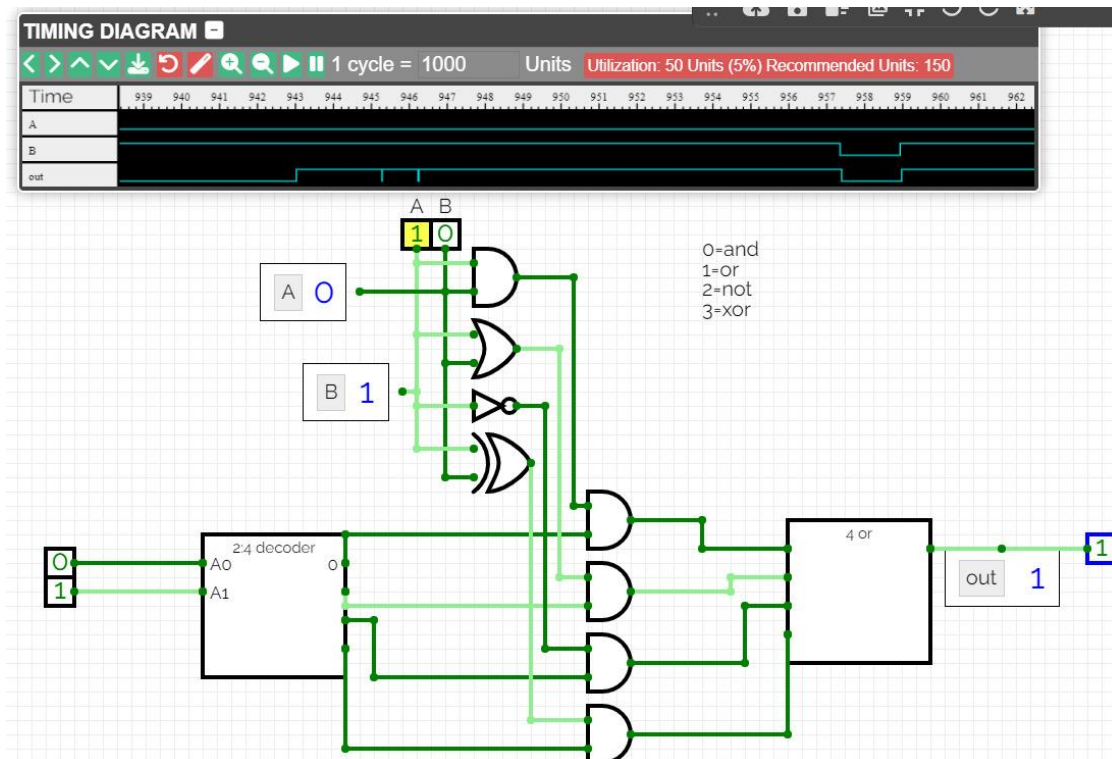 TIMING DIAGRAM
1 cycle = 1000 Units Utilization: 50 Units (5%) Recommended Units: 150
Time 939 940 941 942 943 944 945 946 947 948 949 950 951 952 953 954 955 956 957 958 959 960 961 962
A
B
out
A B
1 0
0=and
1=or
2=not
3=xor
A 0
B 1
2:4 decoder
4 or
0 A0 0
1 A1
1
out 1